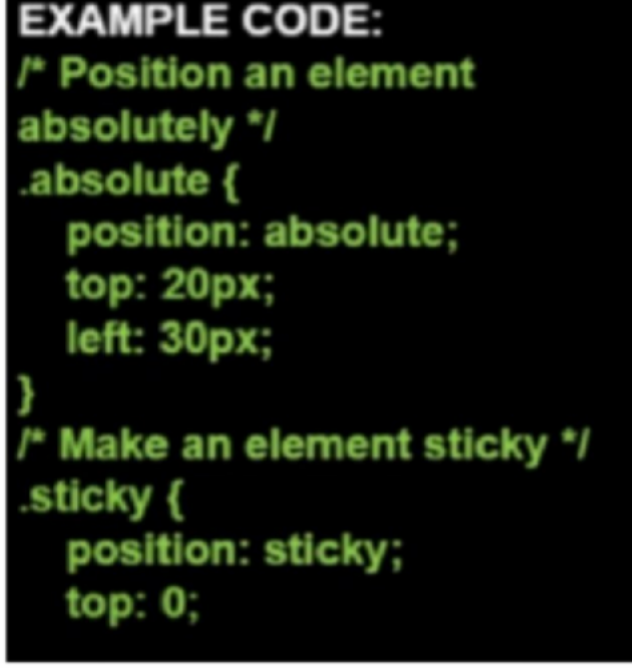 EXAMPLE CODE:
/* Position an element
absolutely */
.absolute {
position: absolute;
top: 20px;
left: 30px;
}
/* Make an element sticky */
.sticky {
position: sticky;
top: 0;